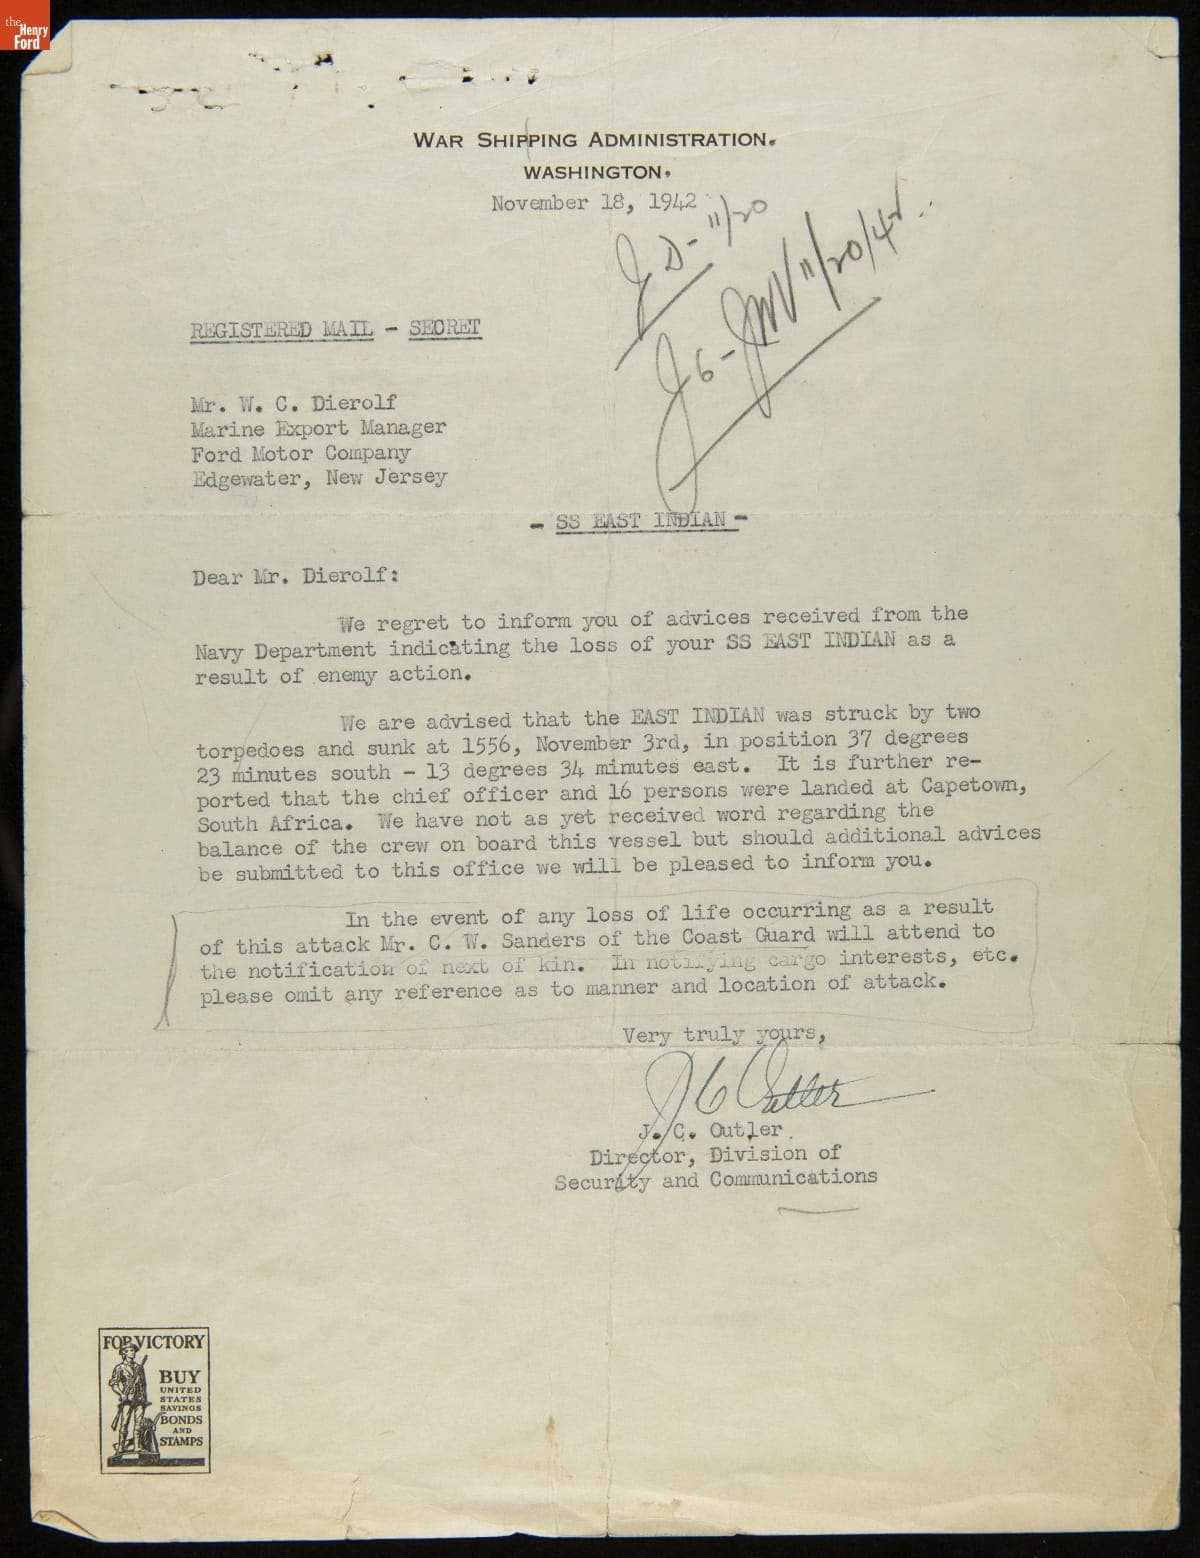 the
Henry
Ford
WAR SHIPPING ADMINISTRATION.
WASHINGTON.
November 18, 1942
J D- 11/20
J6- JWV 11/20/42
REGISTERED MAIL - SECRET
Mr. W. C. Dierolf
Marine Export Manager
Ford Motor Company
Edgewater, New Jersey
- SS EAST INDIAN -
Dear Mr. Dierolf:
We regret to inform you of advices received from the
Navy Department indicating the loss of your SS EAST INDIAN as a
result of enemy action.
We are advised that the EAST INDIAN was struck by two
torpedoes and sunk at 1556, November 3rd, in position 37 degrees
23 minutes south - 13 degrees 34 minutes east. It is further re-
ported that the chief officer and 16 persons were landed at Capetown,
South Africa. We have not as yet received word regarding the
balance of the crew on board this vessel but should additional advices
be submitted to this office we will be pleased to inform you.
In the event of any loss of life occurring as a result
of this attack Mr. C. W. Sanders of the Coast Guard will attend to
the notification of next of kin. In notifying cargo interests, etc.
please omit any reference as to manner and location of attack.
Very truly yours,
J C Outler
J. C. Outler
Director, Division of
Security and Communications
FOR VICTORY
BUY
UNITED
STATES
SAVINGS
BONDS
AND
STAMPS